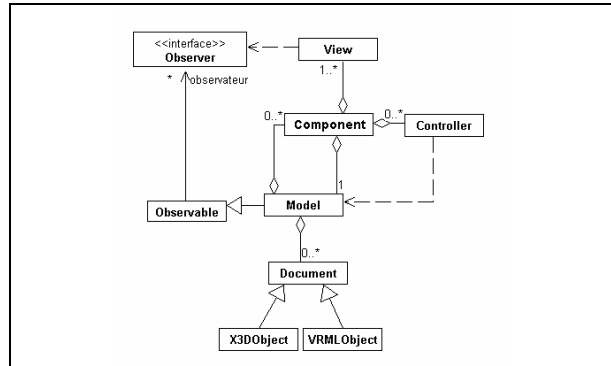 <<interface>>
Observer
View
* observateur
1..*
0..*
Component
0..*
Controller
1
Observable
Model
0..*
Document
X3DObject
VRMLObject